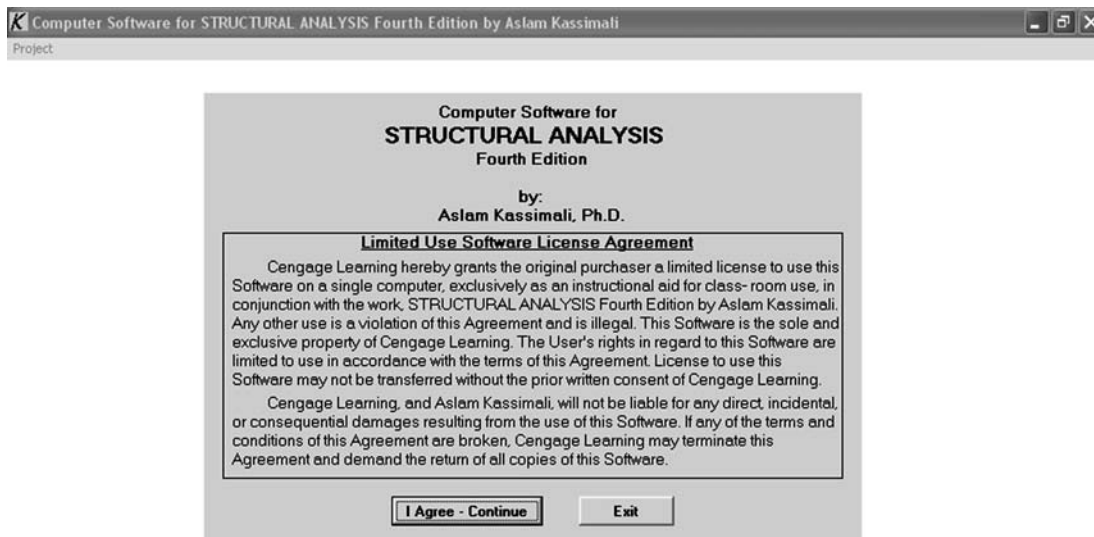 K Computer Software for STRUCTURAL ANALYSIS Fourth Edition by Aslam Kassimali
Project
Computer Software for
STRUCTURAL ANALYSIS
Fourth Edition
by:
Aslam Kassimali, Ph.D.
Limited Use Software License Agreement
Cengage Learning hereby grants the original purchaser a limited license to use this
Software on a single computer, exclusively as an instructional aid for class- room use, in
conjunction with the work, STRUCTURAL ANALYSIS Fourth Edition by Aslam Kassimali.
Any other use is a violation of this Agreement and is illegal. This Software is the sole and
exclusive property of Cengage Learning. The User's rights in regard to this Software are
limited to use in accordance with the terms of this Agreement. License to use this
Software may not be transferred without the prior written consent of Cengage Learning.
Cengage Learning, and Aslam Kassimali, will not be liable for any direct, incidental,
or consequential damages resulting from the use of this Software. If any of the terms and
conditions of this Agreement are broken, Cengage Learning may terminate this
Agreement and demand the return of all copies of this Software.
I Agree - Continue Exit